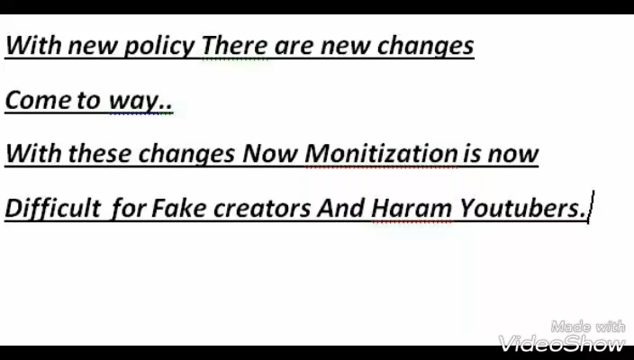 With new policy There are new changes
Come to way..
With these changes Now Monitization is now
Difficult for Fake creators And Haram Youtubers.
Made with
VideoShow